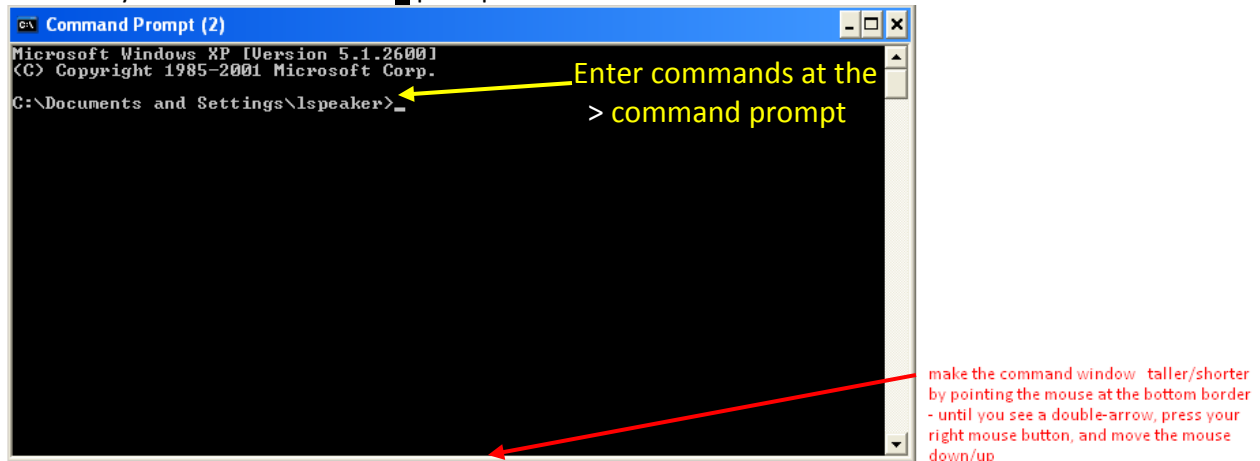 Command Prompt (2)
Microsoft Windows XP [Version 5.1.2600]
(C) Copyright 1985-2001 Microsoft Corp.
C:\Documents and Settings\lspeaker>_
Enter commands at the
> command prompt
make the command window taller/shorter
by pointing the mouse at the bottom border
- until you see a double-arrow, press your
right mouse button, and move the mouse
down/up